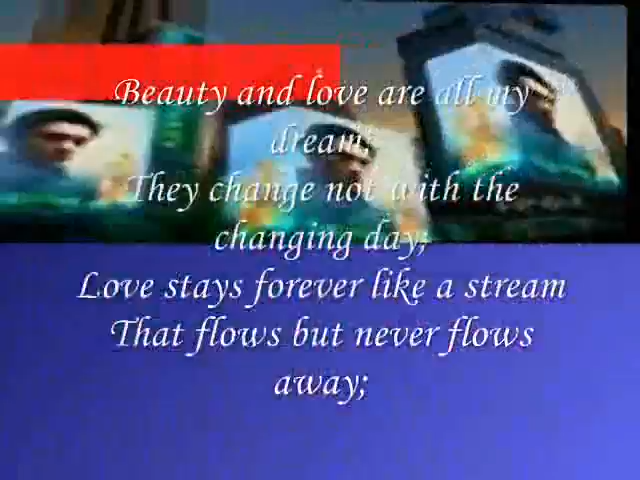 Beauty and love are all my
dream;
They change not with the
changing day;
Love stays forever like a stream
That flows but never flows
away;